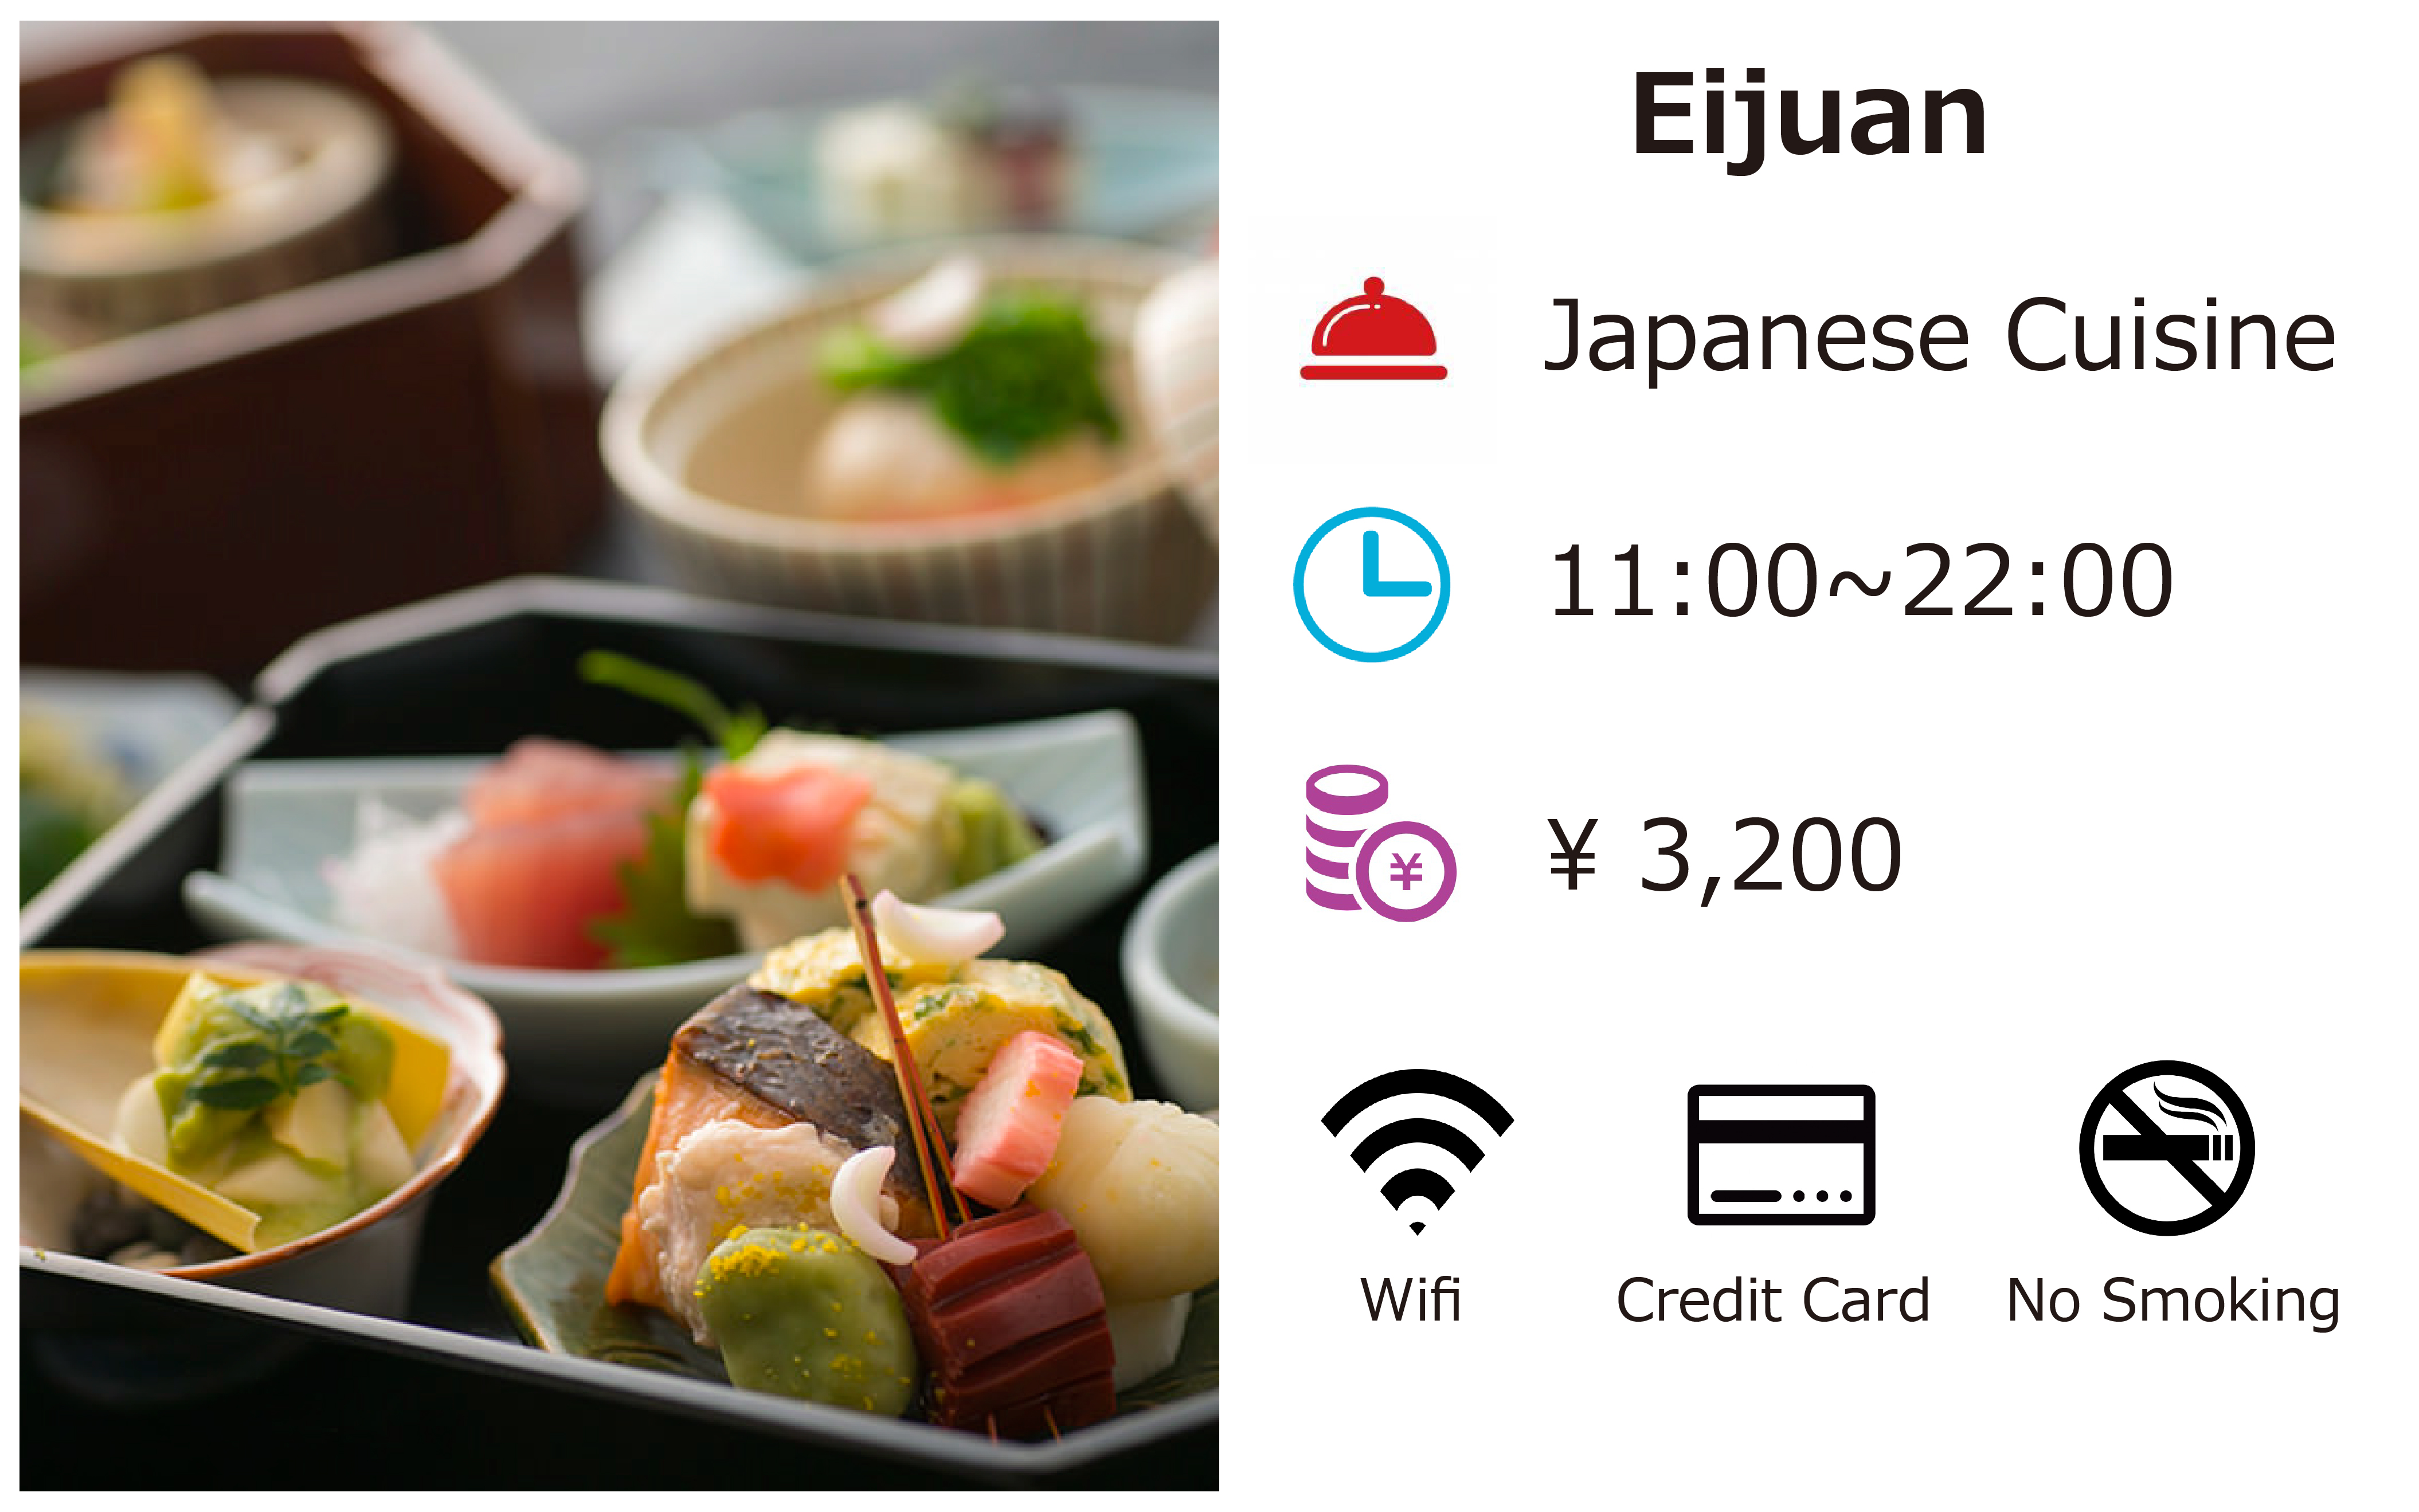 Eijuan
Japanese Cuisine
11:00~22:00
¥
¥ 3,200
Wifi
Credit Card
No Smoking